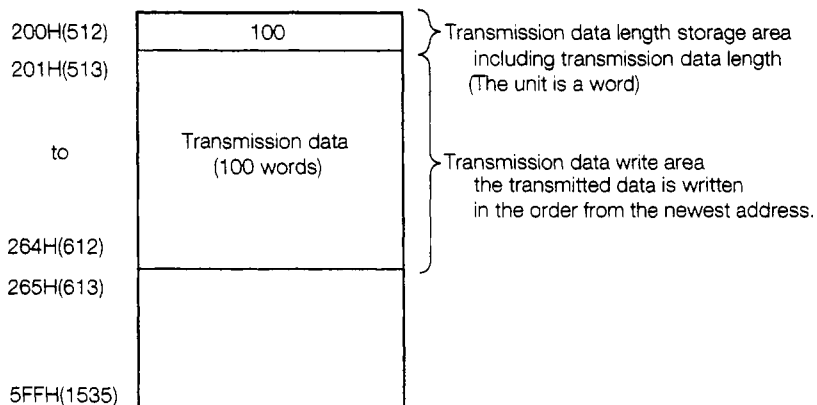 200H(512)
100
Transmission data length storage area
including transmission data length
(The unit is a word)
201H(513)
to
Transmission data
(100 words)
Transmission data write area
the transmitted data is written
in the order from the newest address.
264H(612)
265H(613)
5FFH(1535)